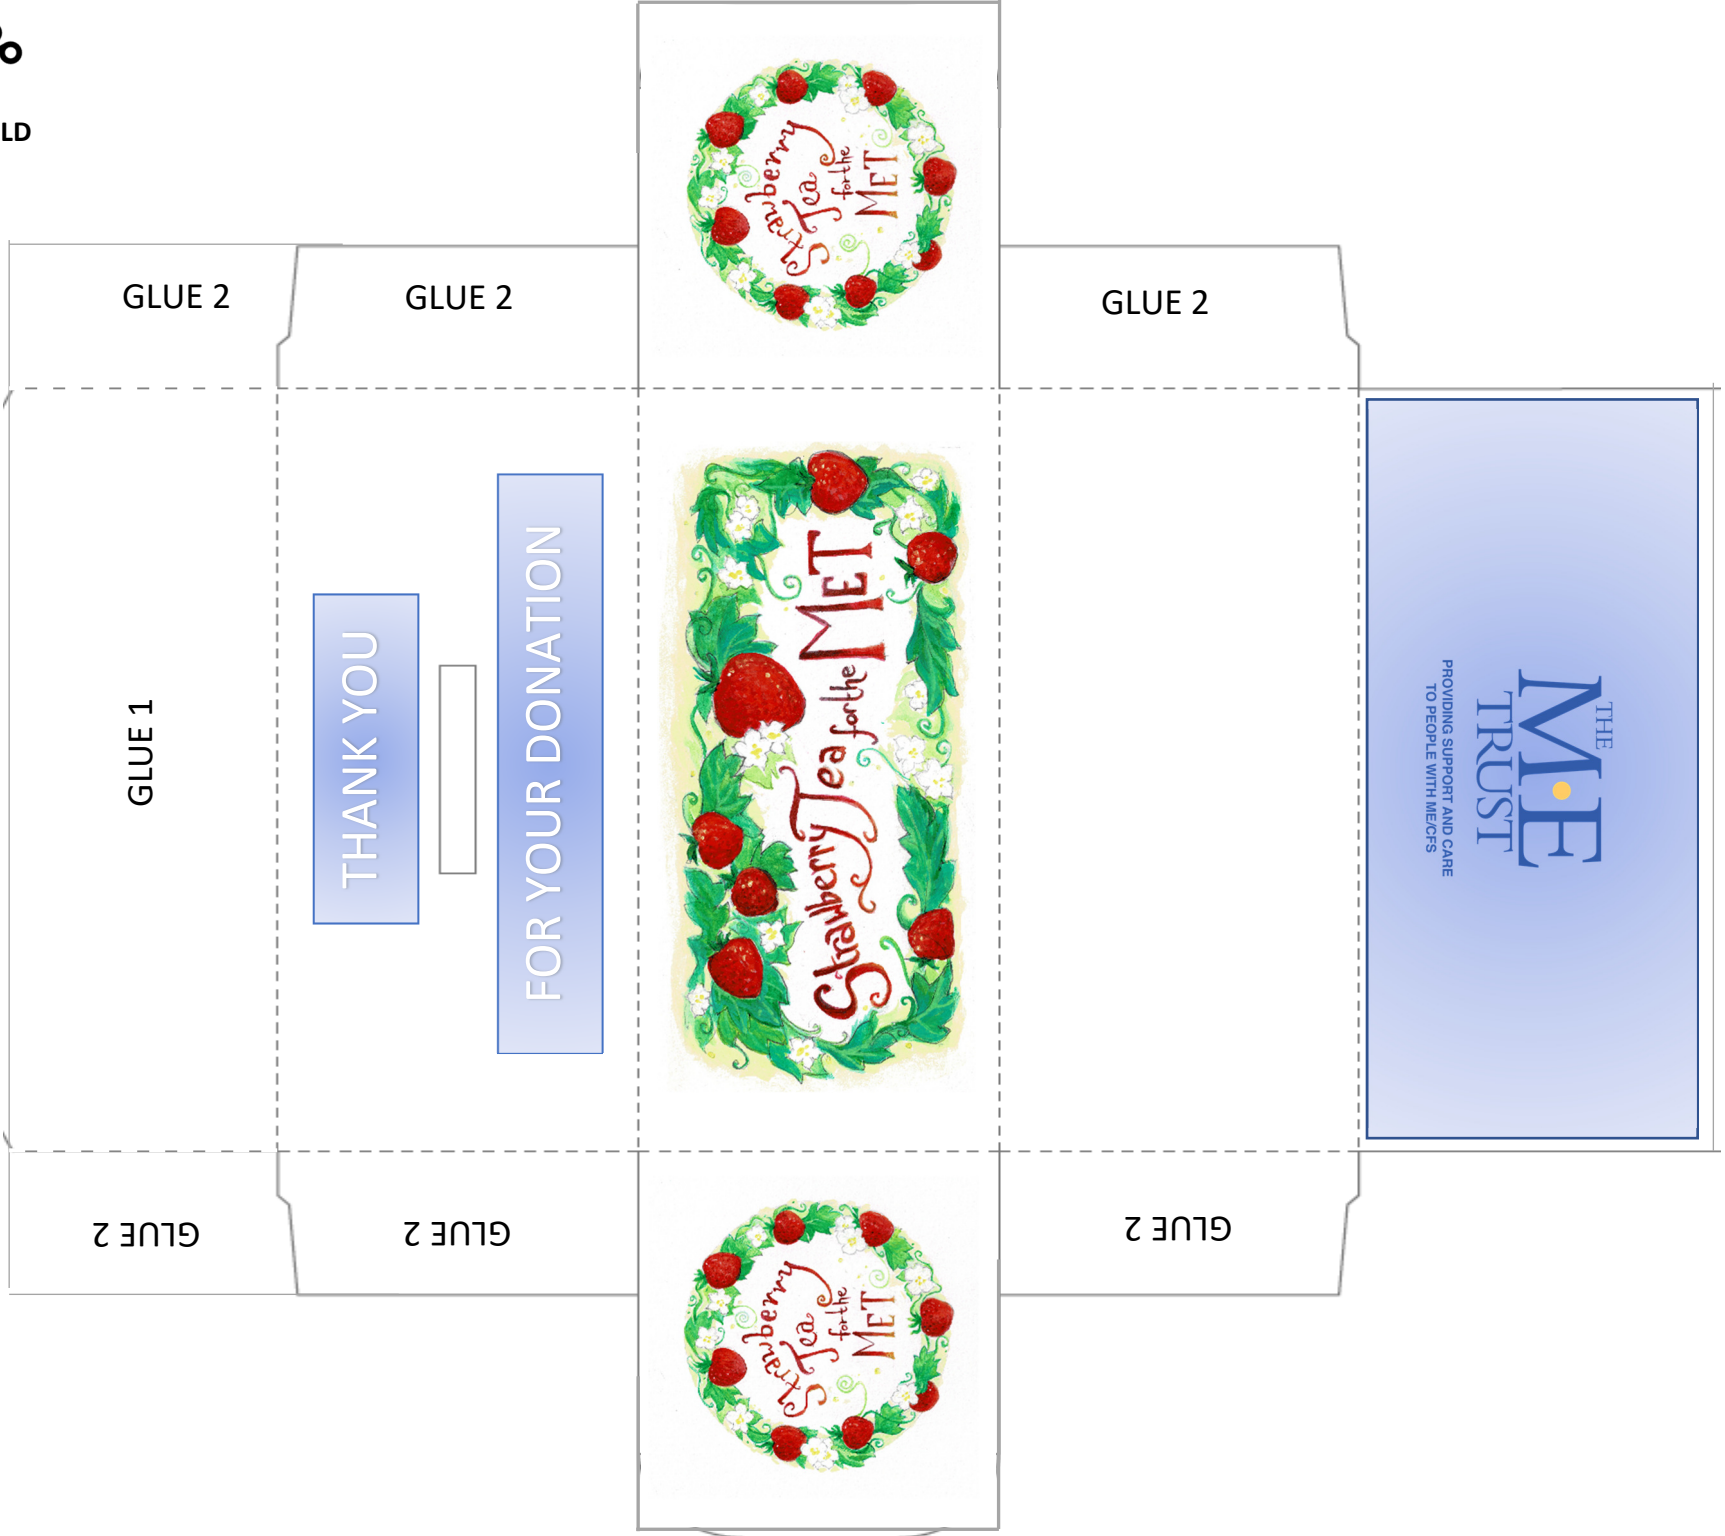 LD
GLUE 2
GLUE 2
Strawberry
Tea
for the
MET
GLUE 2
GLUE 1
THANK YOU
FOR YOUR DONATION
Strawberry Tea for the MET
THE
M·E
TRUST
PROVIDING SUPPORT AND CARE
TO PEOPLE WITH ME/CFS
GLUE 2
GLUE 2
Strawberry
Tea
for the
MET
GLUE 2